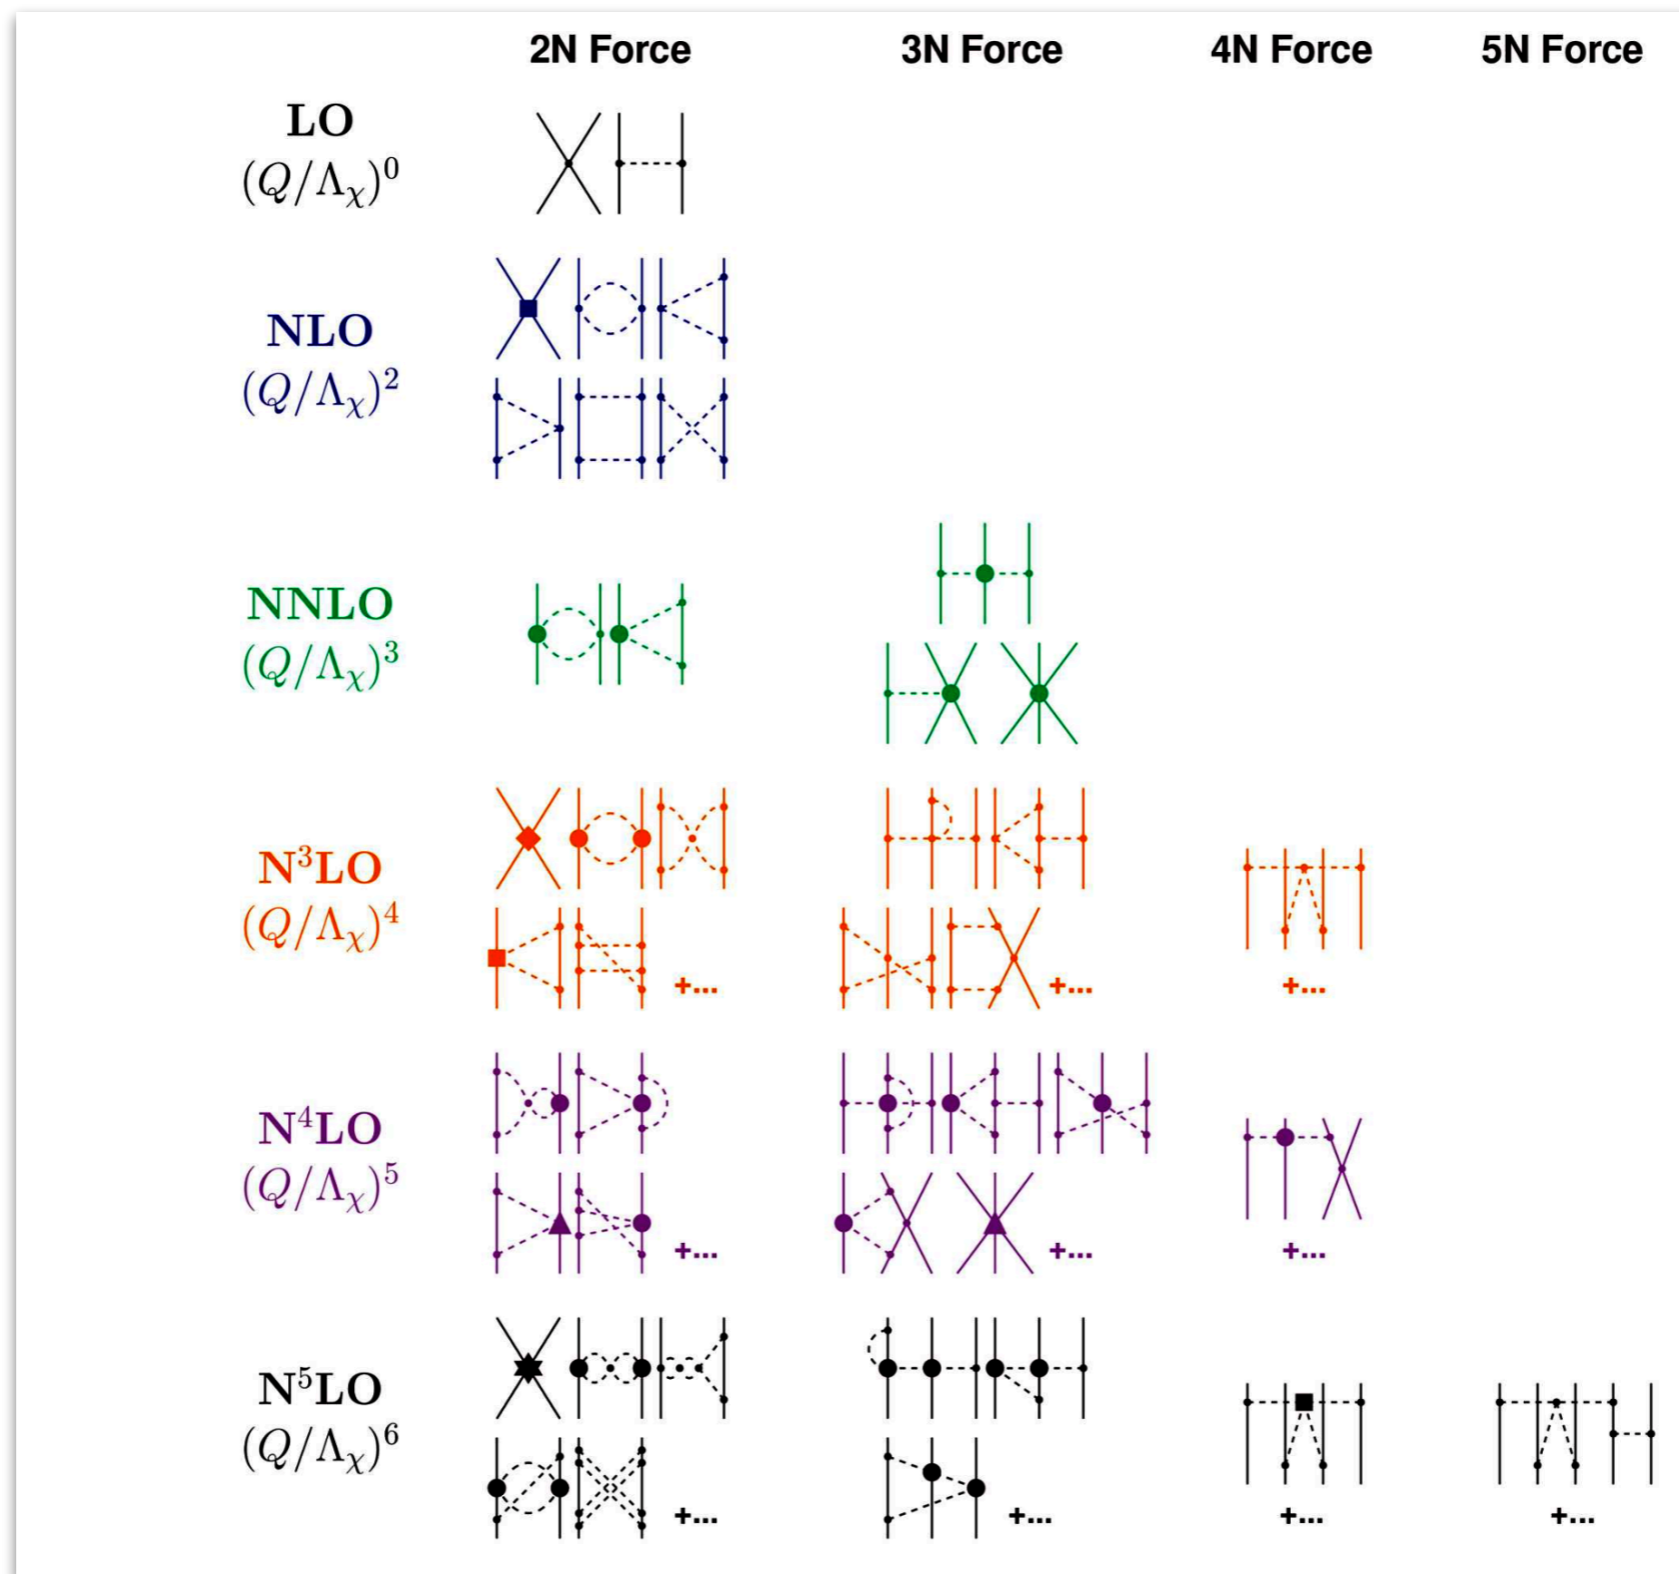 2N Force 3N Force 4N Force 5N Force
LO
(Q/Λχ)⁰
NLO
(Q/Λχ)²
NNLO
(Q/Λχ)³
N³LO
(Q/Λχ)⁴
+... +... +...
N⁴LO
(Q/Λχ)⁵
+... +... +...
N⁵LO
(Q/Λχ)⁶
+... +... +... +...